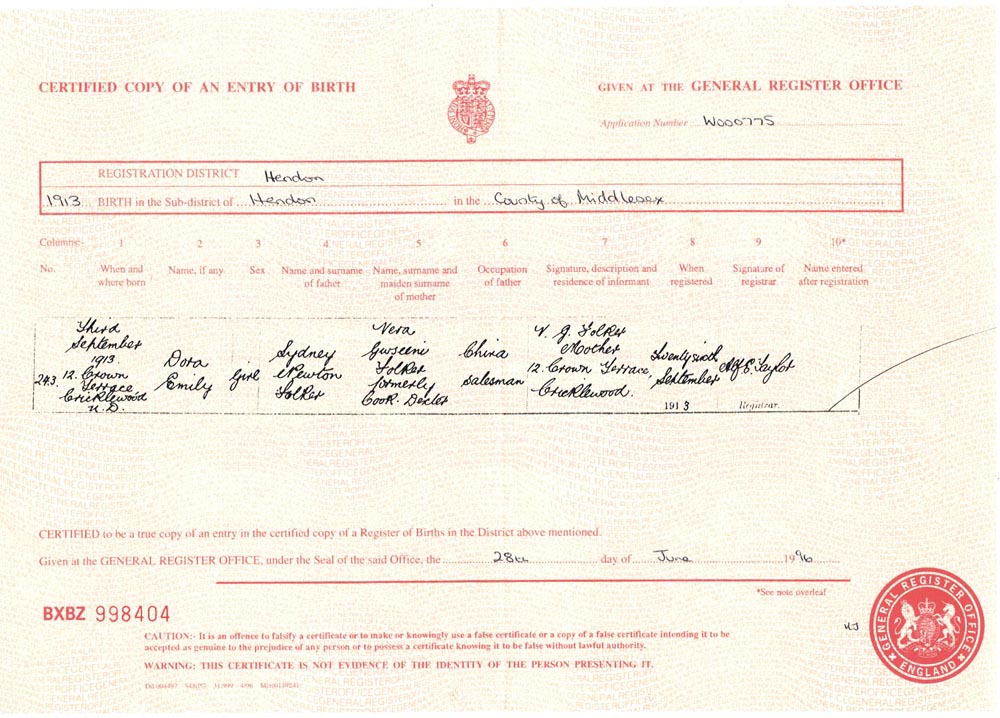 CERTIFIED COPY OF AN ENTRY OF BIRTH
GIVEN AT THE GENERAL REGISTER OFFICE
Application Number W000775
REGISTRATION DISTRICT Hendon
1913 BIRTH in the Sub-district of Hendon in the County of Middlesex
Columns:- 1 2 3 4 5 6 7 8 9 10*
No. When and where born Name, if any Sex Name and surname of father Name, surname and maiden surname of mother Occupation of father Signature, description and residence of informant When registered Signature of registrar Name entered after registration
243.
Third
September
1913
12. Crown
Terrace
Cricklewood
U.D.
Dora
Emily
Girl
Sydney
Newton
Folker
Vera
Folker
formerly
Cook. Dexter
China
salesman
V. G. Folker
Mother
12. Crown Terrace,
Cricklewood.
Twenty sixth
September
1913
Alf E. Taylor
Registrar.
CERTIFIED to be a true copy of an entry in the certified copy of a Register of Births in the District above mentioned.
Given at the GENERAL REGISTER OFFICE, under the Seal of the said Office, the 28th day of June 1996
*See note overleaf
BXBZ 998404
CAUTION:- It is an offence to falsify a certificate or to make or knowingly use a false certificate or a copy of a false certificate intending it to be
accepted as genuine to the prejudice of any person or to possess a certificate knowing it to be false without lawful authority.
WARNING: THIS CERTIFICATE IS NOT EVIDENCE OF THE IDENTITY OF THE PERSON PRESENTING IT.
GENERAL REGISTER OFFICE
ENGLAND